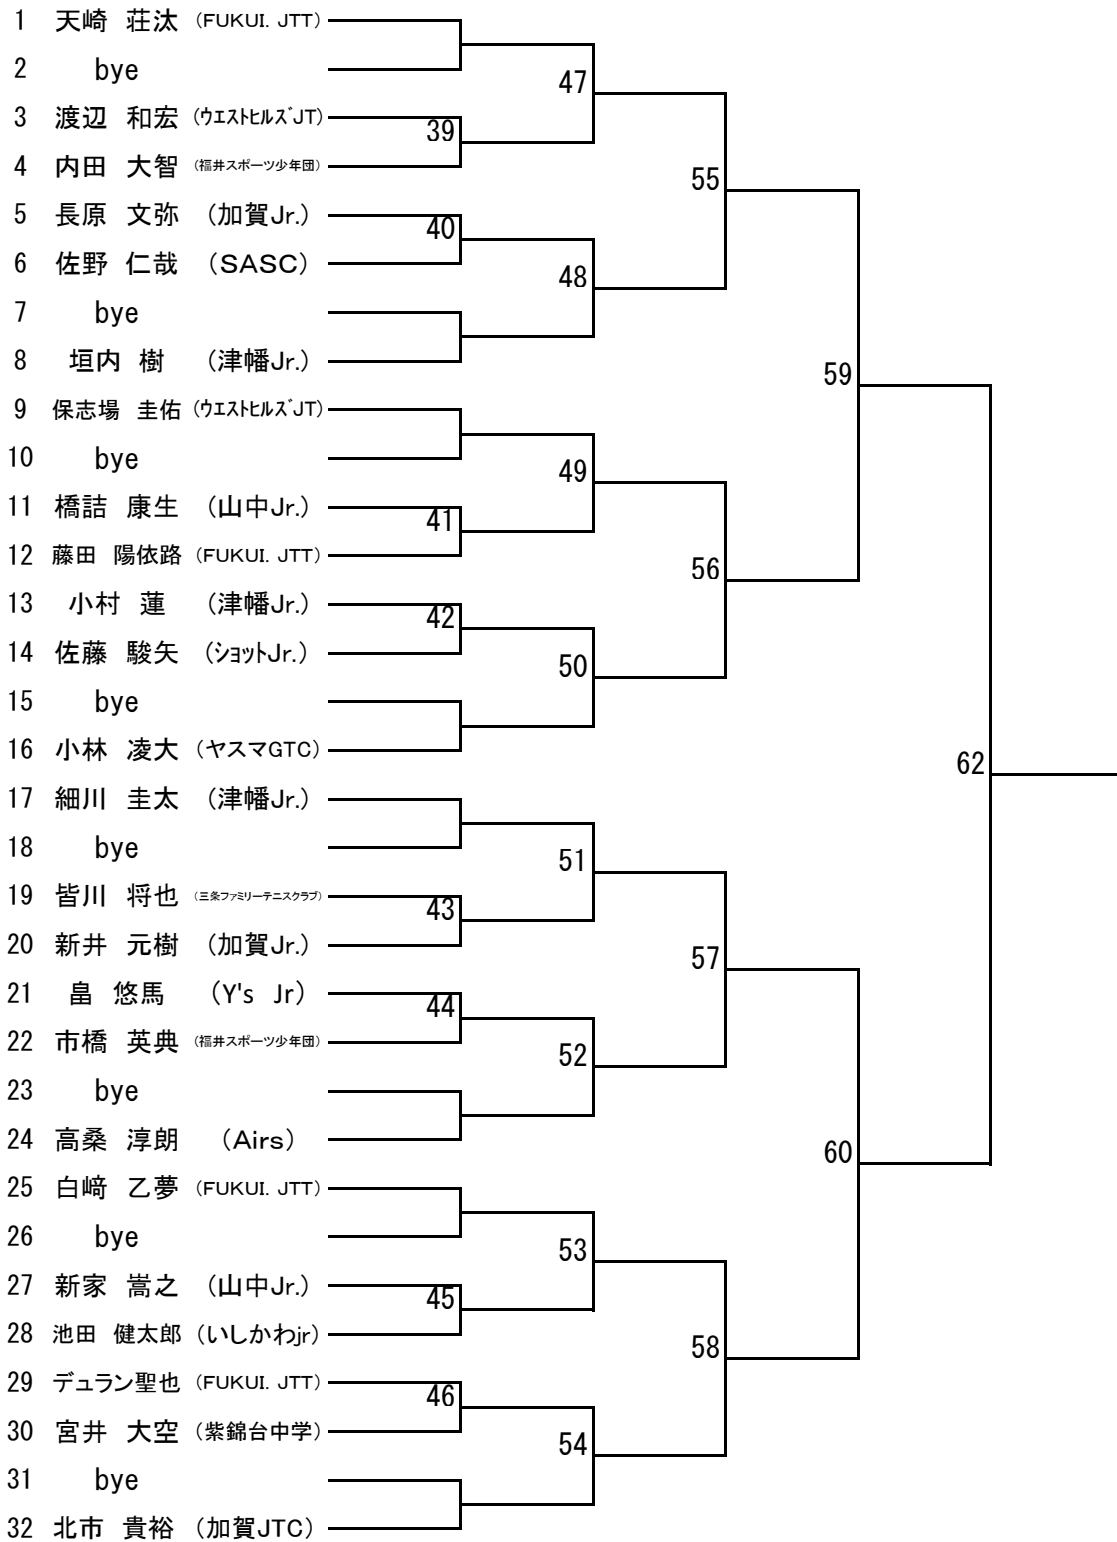 1 天崎 荘汰 (FUKUI. JTT)
2 bye
47
3 渡辺 和宏 (ウエストヒルズJT)
39
4 内田 大智 (福井スポーツ少年団)
55
5 長原 文弥 (加賀Jr.)
40
6 佐野 仁哉 (SASC)
48
7 bye
8 垣内 樹 (津幡Jr.)
59
9 保志場 圭佑 (ウエストヒルズJT)
10 bye
49
11 橋詰 康生 (山中Jr.)
41
12 藤田 陽依路 (FUKUI. JTT)
56
13 小村 蓮 (津幡Jr.)
42
14 佐藤 駿矢 (ショットJr.)
50
15 bye
16 小林 凌大 (ヤスマGTC)
62
17 細川 圭太 (津幡Jr.)
18 bye
51
19 皆川 将也 (三条ファミリーテニスクラブ)
43
20 新井 元樹 (加賀Jr.)
57
21 畠 悠馬 (Y's Jr)
44
22 市橋 英典 (福井スポーツ少年団)
52
23 bye
24 高桑 淳朗 (Airs)
60
25 白﨑 乙夢 (FUKUI. JTT)
26 bye
53
27 新家 嵩之 (山中Jr.)
45
28 池田 健太郎 (いしかわjr)
58
29 デュラン聖也 (FUKUI. JTT)
46
30 宮井 大空 (紫錦台中学)
54
31 bye
32 北市 貴裕 (加賀JTC)